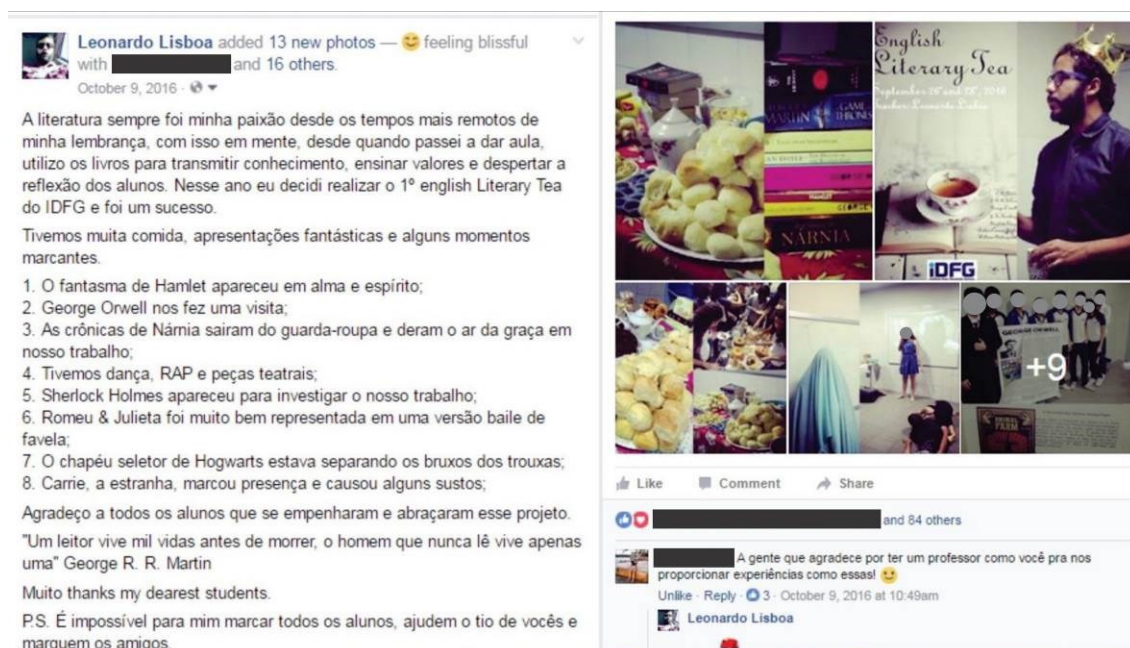 Leonardo Lisboa added 13 new photos — feeling blissful
with and 16 others.
October 9, 2016
A literatura sempre foi minha paixão desde os tempos mais remotos de
minha lembrança, com isso em mente, desde quando passei a dar aula,
utilizo os livros para transmitir conhecimento, ensinar valores e despertar a
reflexão dos alunos. Nesse ano eu decidi realizar o 1º english Literary Tea
do IDFG e foi um sucesso.
Tivemos muita comida, apresentações fantásticas e alguns momentos
marcantes.
1. O fantasma de Hamlet apareceu em alma e espírito;
2. George Orwell nos fez uma visita;
3. As crônicas de Nárnia sairam do guarda-roupa e deram o ar da graça em
nosso trabalho;
4. Tivemos dança, RAP e peças teatrais;
5. Sherlock Holmes apareceu para investigar o nosso trabalho;
6. Romeu & Julieta foi muito bem representada em uma versão baile de
favela;
7. O chapéu seletor de Hogwarts estava separando os bruxos dos trouxas;
8. Carrie, a estranha, marcou presença e causou alguns sustos;
Agradeço a todos os alunos que se empenharam e abraçaram esse projeto.
"Um leitor vive mil vidas antes de morrer, o homem que nunca lê vive apenas
uma" George R. R. Martin
Muito thanks my dearest students.
P.S. É impossível para mim marcar todos os alunos, ajudem o tio de vocês e
marquem os amigos.
English
Literary Tea
MARTIN
GAME
THRONES
HAMLET
NÁRNIA
iDFG
GEORGE ORWELL
+9
ANIMAL
FARM
Like Comment Share
and 84 others
A gente que agradece por ter um professor como você pra nos
proporcionar experiências como essas!
Unlike · Reply · 3 · October 9, 2016 at 10:49am
Leonardo Lisboa